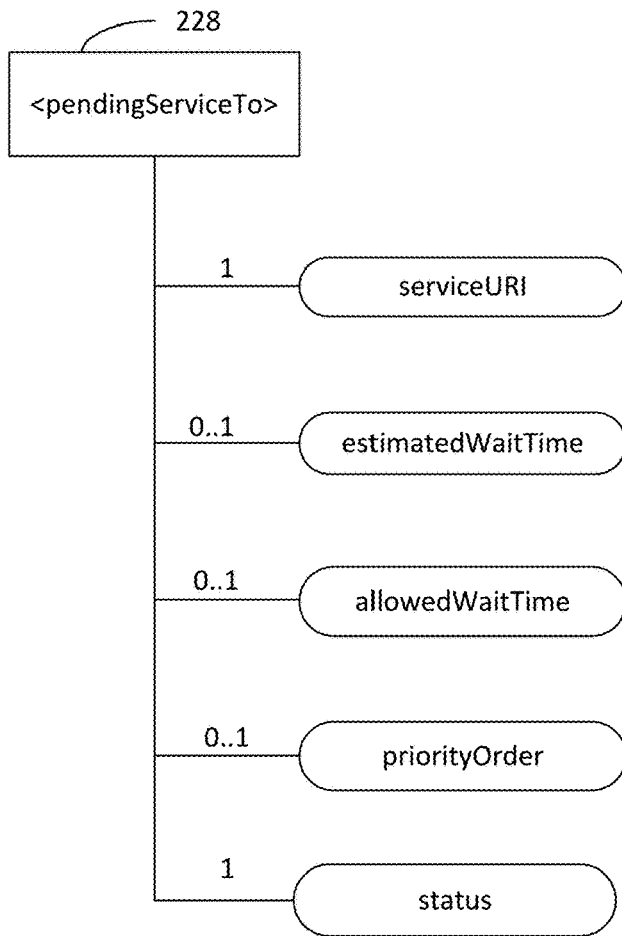 228
<pendingServiceTo>
1
serviceURI
0..1
estimatedWaitTime
0..1
allowedWaitTime
0..1
priorityOrder
1
status